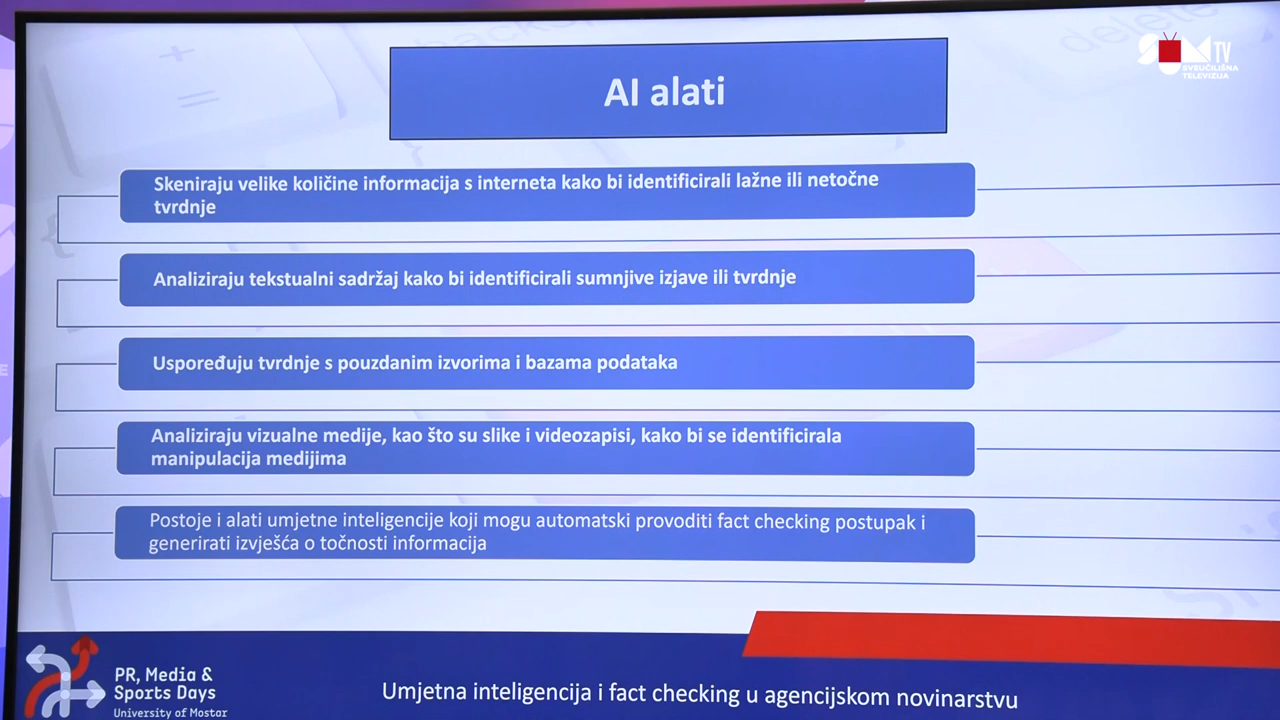 AI alati
SUM TV
SVEUČILIŠNA
TELEVIZIJA
Skeniraju velike količine informacija s interneta kako bi identificirali lažne ili netočne
tvrdnje
Analiziraju tekstualni sadržaj kako bi identificirali sumnjive izjave ili tvrdnje
Uspoređuju tvrdnje s pouzdanim izvorima i bazama podataka
Analiziraju vizualne medije, kao što su slike i videozapisi, kako bi se identificirala
manipulacija medijima
Postoje i alati umjetne inteligencije koji mogu automatski provoditi fact checking postupak i
generirati izvješća o točnosti informacija
PR, Media &
Sports Days
University of Mostar
Umjetna inteligencija i fact checking u agencijskom novinarstvu